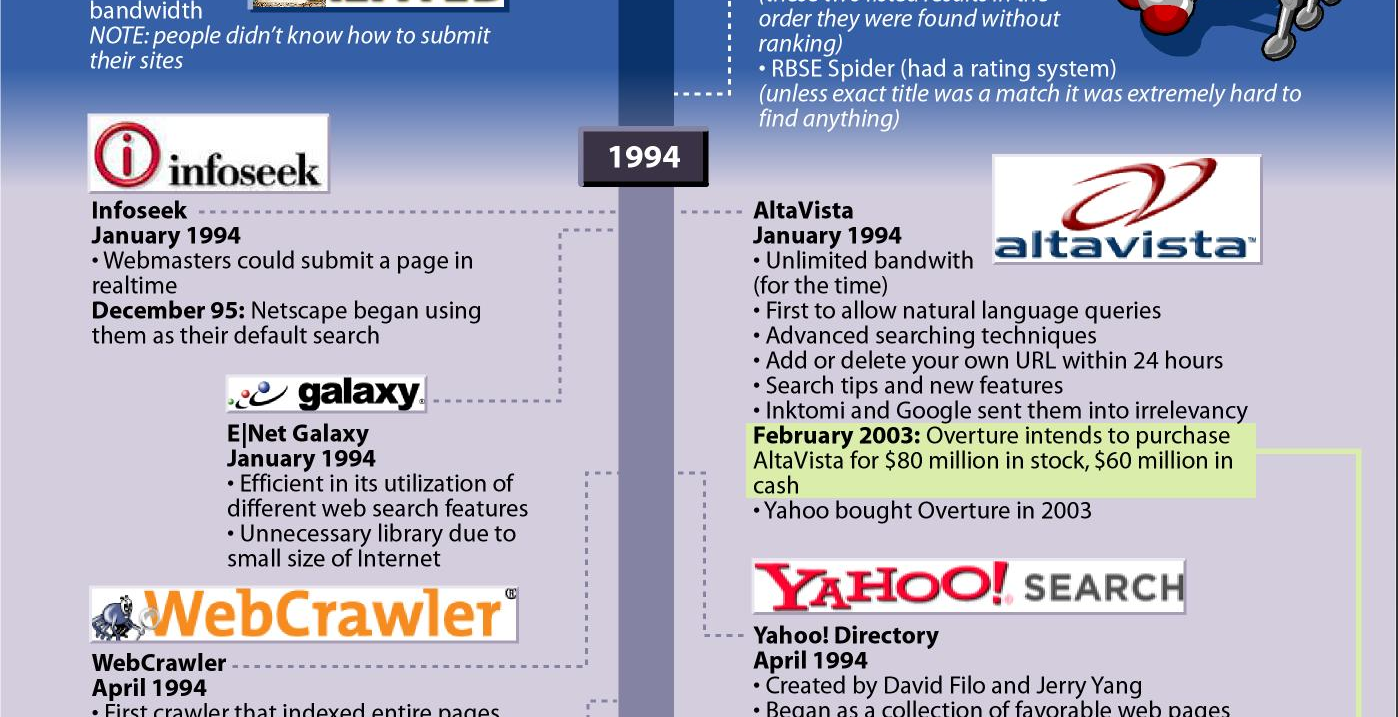 bandwidth
NOTE: people didn't know how to submit
their sites
order they were found without
ranking)
• RBSE Spider (had a rating system)
(unless exact title was a match it was extremely hard to
find anything)
1994
infoseek
Infoseek
January 1994
• Webmasters could submit a page in
realtime
December 95: Netscape began using
them as their default search
altavista™
AltaVista
January 1994
• Unlimited bandwith
(for the time)
• First to allow natural language queries
• Advanced searching techniques
• Add or delete your own URL within 24 hours
• Search tips and new features
• Inktomi and Google sent them into irrelevancy
February 2003: Overture intends to purchase
AltaVista for $80 million in stock, $60 million in
cash
• Yahoo bought Overture in 2003
galaxy®
E|Net Galaxy
January 1994
• Efficient in its utilization of
different web search features
• Unnecessary library due to
small size of Internet
WebCrawler®
WebCrawler
April 1994
• First crawler that indexed entire pages
YAHOO!® SEARCH
Yahoo! Directory
April 1994
• Created by David Filo and Jerry Yang
• Began as a collection of favorable web pages